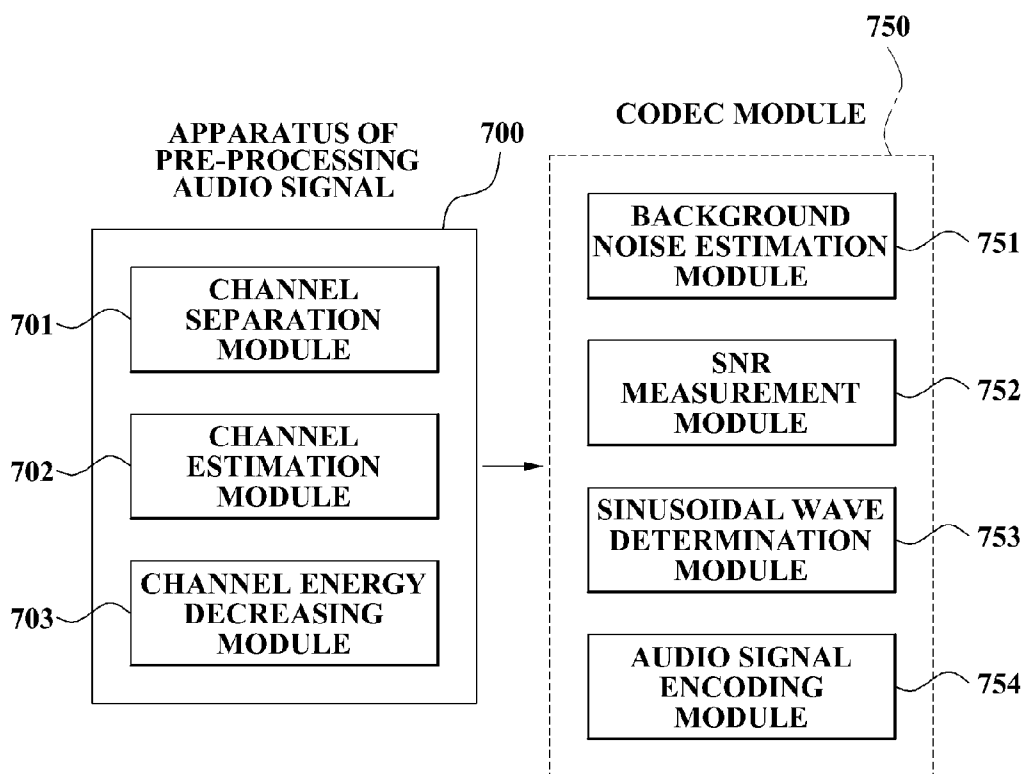 750
CODEC MODULE
APPARATUS OF
PRE-PROCESSING
AUDIO SIGNAL
700
701
CHANNEL
SEPARATION
MODULE
702
CHANNEL
ESTIMATION
MODULE
703
CHANNEL ENERGY
DECREASING
MODULE
BACKGROUND
NOISE ESTIMATION
MODULE
751
SNR
MEASUREMENT
MODULE
752
SINUSOIDAL WAVE
DETERMINATION
MODULE
753
AUDIO SIGNAL
ENCODING
MODULE
754